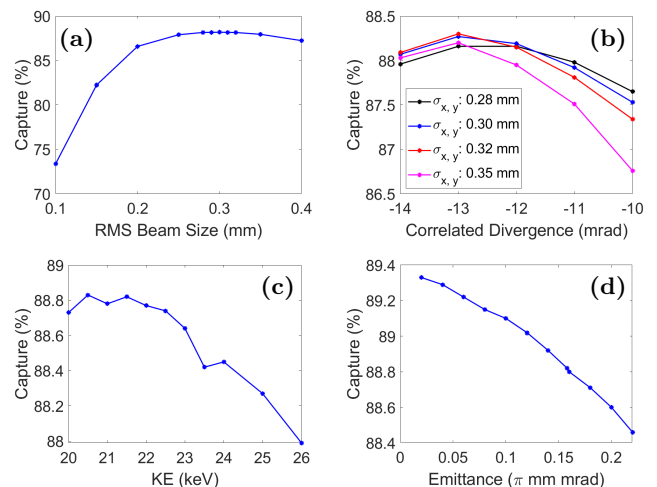 (a)
Capture (%)
90
85
80
75
70
0.1
0.2
0.3
0.4
RMS Beam Size (mm)
(b)
Capture (%)
88.5
88
87.5
87
86.5
σx, y: 0.28 mm
σx, y: 0.30 mm
σx, y: 0.32 mm
σx, y: 0.35 mm
-14
-13
-12
-11
-10
Correlated Divergence (mrad)
(c)
Capture (%)
89
88.8
88.6
88.4
88.2
88
20
21
22
23
24
25
26
KE (keV)
(d)
Capture (%)
89.4
89.2
89
88.8
88.6
88.4
0
0.05
0.1
0.15
0.2
Emittance (π mm mrad)